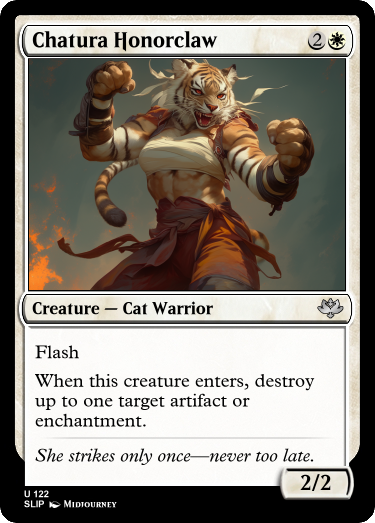 Chatura Honorclaw 2
Creature — Cat Warrior
Flash
When this creature enters, destroy
up to one target artifact or
enchantment.
She strikes only once—never too late.
2/2
U 122
SLIP Midjourney